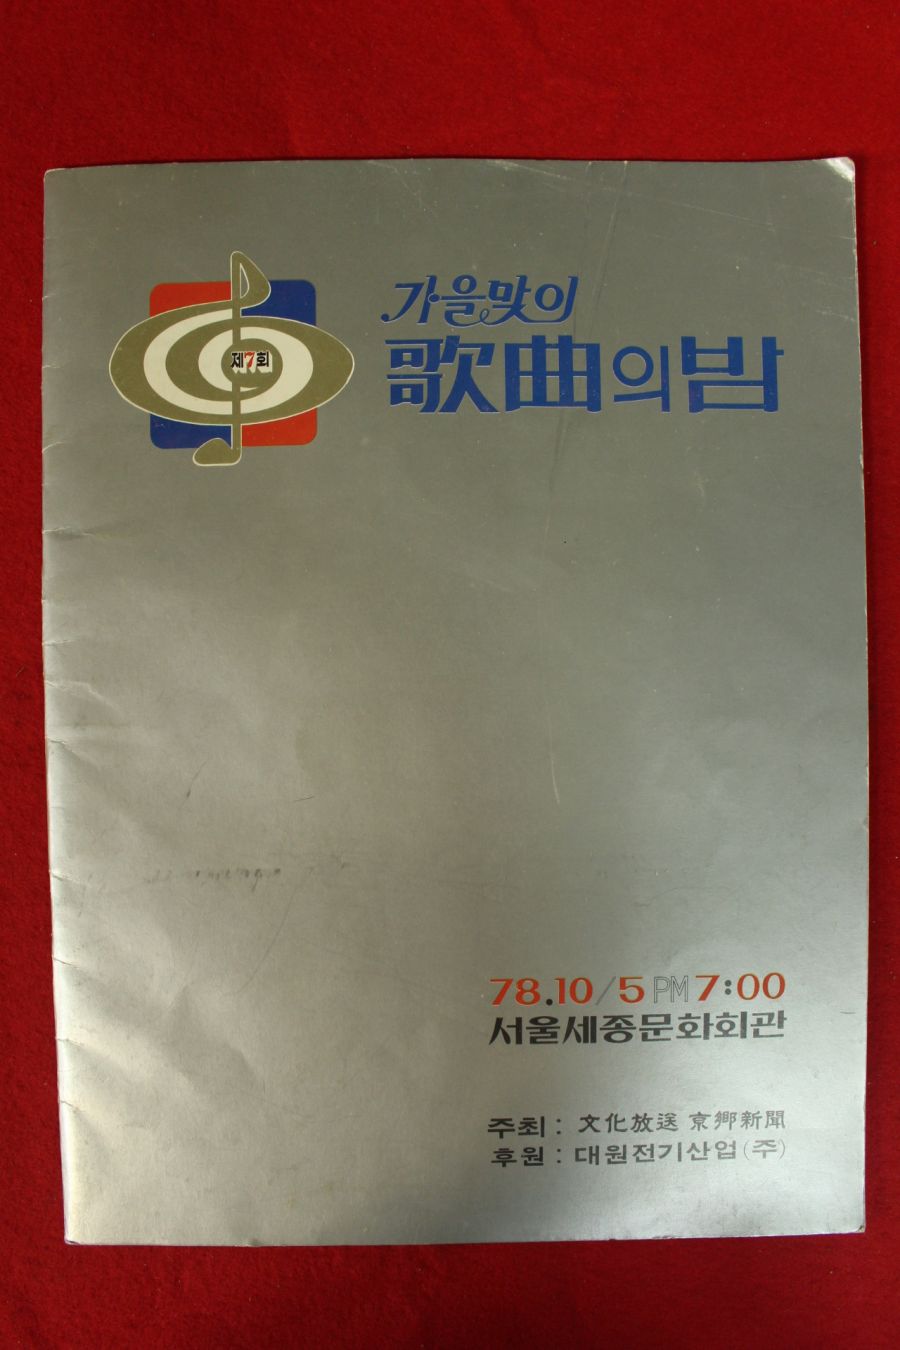 제7회
가을맞이
歌曲의밤
78.10/5 PM 7:00
서울세종문화회관
주최 : 文化放送 京鄕新聞
후원 : 대원전기산업(주)